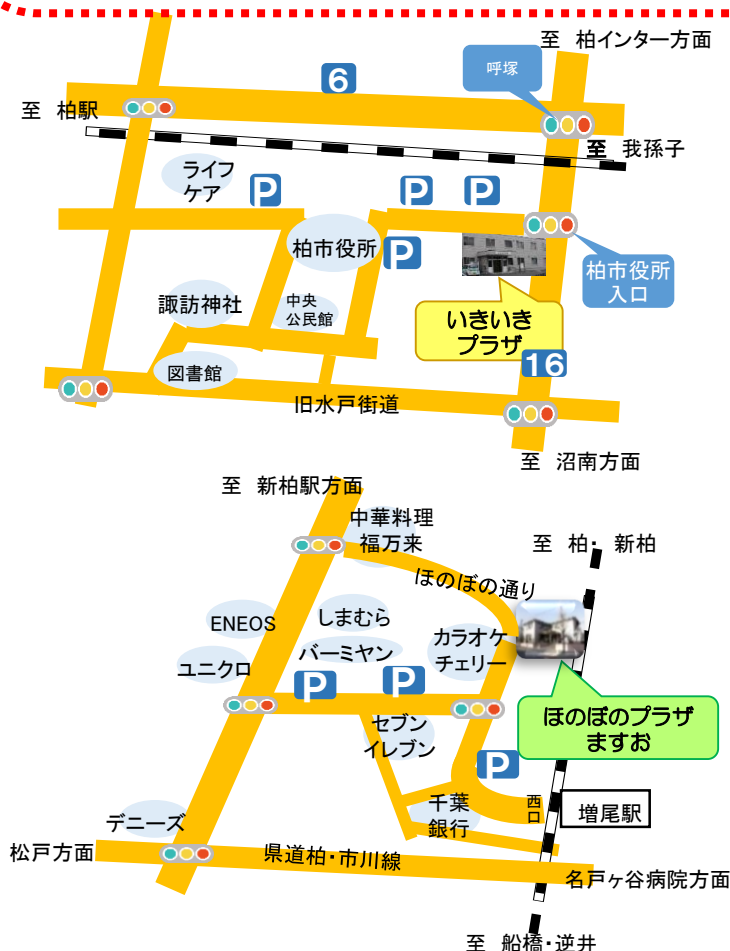 至 柏インター方面
呼塚
6
至 柏駅
至 我孫子
ライフ
ケア
P
P
P
柏市役所
P
柏市役所
入口
諏訪神社
中央
公民館
いきいき
プラザ
図書館
16
旧水戸街道
至 沼南方面
至 新柏駅方面
中華料理
福万来
至 柏・新柏
ほのぼの通り
ENEOS
しまむら
カラオケ
チェリー
バーミヤン
ユニクロ
P
P
ほのぼのプラザ
ますお
セブン
イレブン
P
千葉
銀行
西口
増尾駅
デニーズ
松戸方面
県道柏・市川線
名戸ヶ谷病院方面
至 船橋・逆井